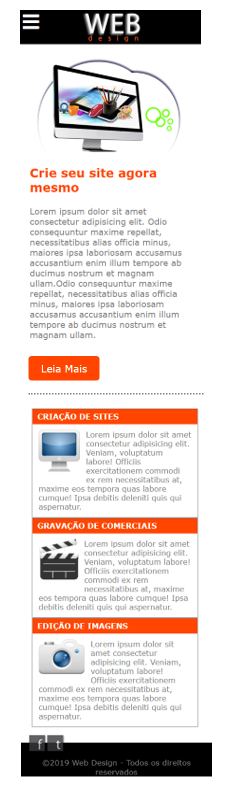 WEB
design
Crie seu site agora
mesmo
Lorem ipsum dolor sit amet
consectetur adipisicing elit. Odio
consequuntur maxime repellat,
necessitatibus alias officia minus,
maiores ipsa laboriosam accusamus
accusantium enim illum tempore ab
ducimus nostrum et magnam
ullam.Odio consequuntur maxime
repellat, necessitatibus alias officia
minus, maiores ipsa laboriosam
accusamus accusantium enim illum
tempore ab ducimus nostrum et
magnam ullam.
Leia Mais
CRIAÇÃO DE SITES
Lorem ipsum dolor sit amet
consectetur adipisicing elit.
Veniam, voluptatum
labore! Officiis
exercitationem commodi
ex rem necessitatibus at,
maxime eos tempora quas labore
cumque! Ipsa debitis deleniti quis qui
aspernatur.
GRAVAÇÃO DE COMERCIAIS
Lorem ipsum dolor sit amet
consectetur adipisicing elit.
Veniam, voluptatum labore!
Officiis exercitationem
commodi ex rem
necessitatibus at, maxime
eos tempora quas labore cumque! Ipsa
debitis deleniti quis qui aspernatur.
EDIÇÃO DE IMAGENS
Lorem ipsum dolor sit
amet consectetur
adipisicing elit. Veniam,
voluptatum labore!
Officiis exercitationem
commodi ex rem necessitatibus at,
maxime eos tempora quas labore
cumque! Ipsa debitis deleniti quis qui
aspernatur.
f t
©2019 Web Design - Todos os direitos
reservados